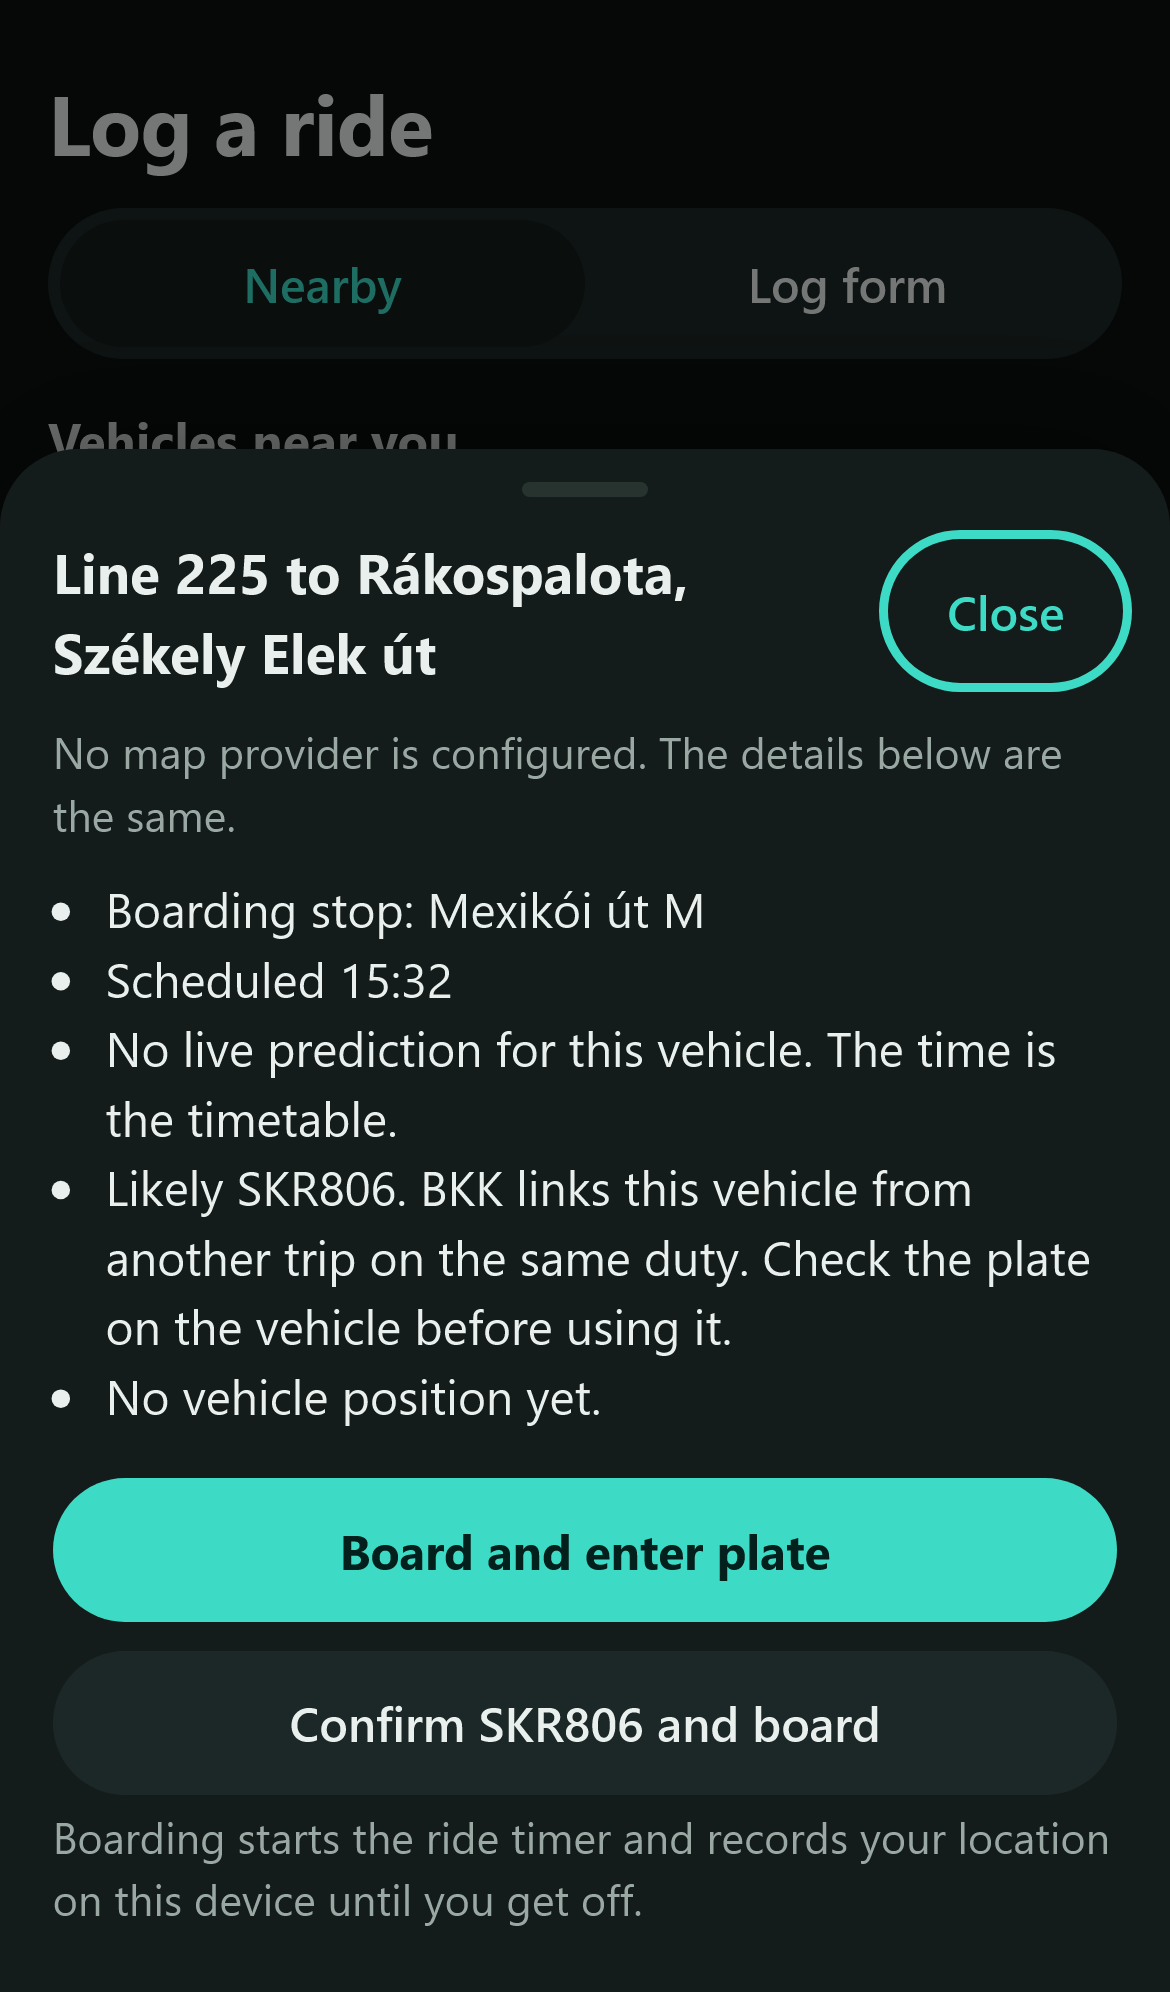 Log a ride
Nearby
Log form
Vehicles near you
Line 225 to Rákospalota,
Székely Elek út
Close
No map provider is configured. The details below are
the same.
• Boarding stop: Mexikói út M
• Scheduled 15:32
• No live prediction for this vehicle. The time is
the timetable.
• Likely SKR806. BKK links this vehicle from
another trip on the same duty. Check the plate
on the vehicle before using it.
• No vehicle position yet.
Board and enter plate
Confirm SKR806 and board
Boarding starts the ride timer and records your location
on this device until you get off.